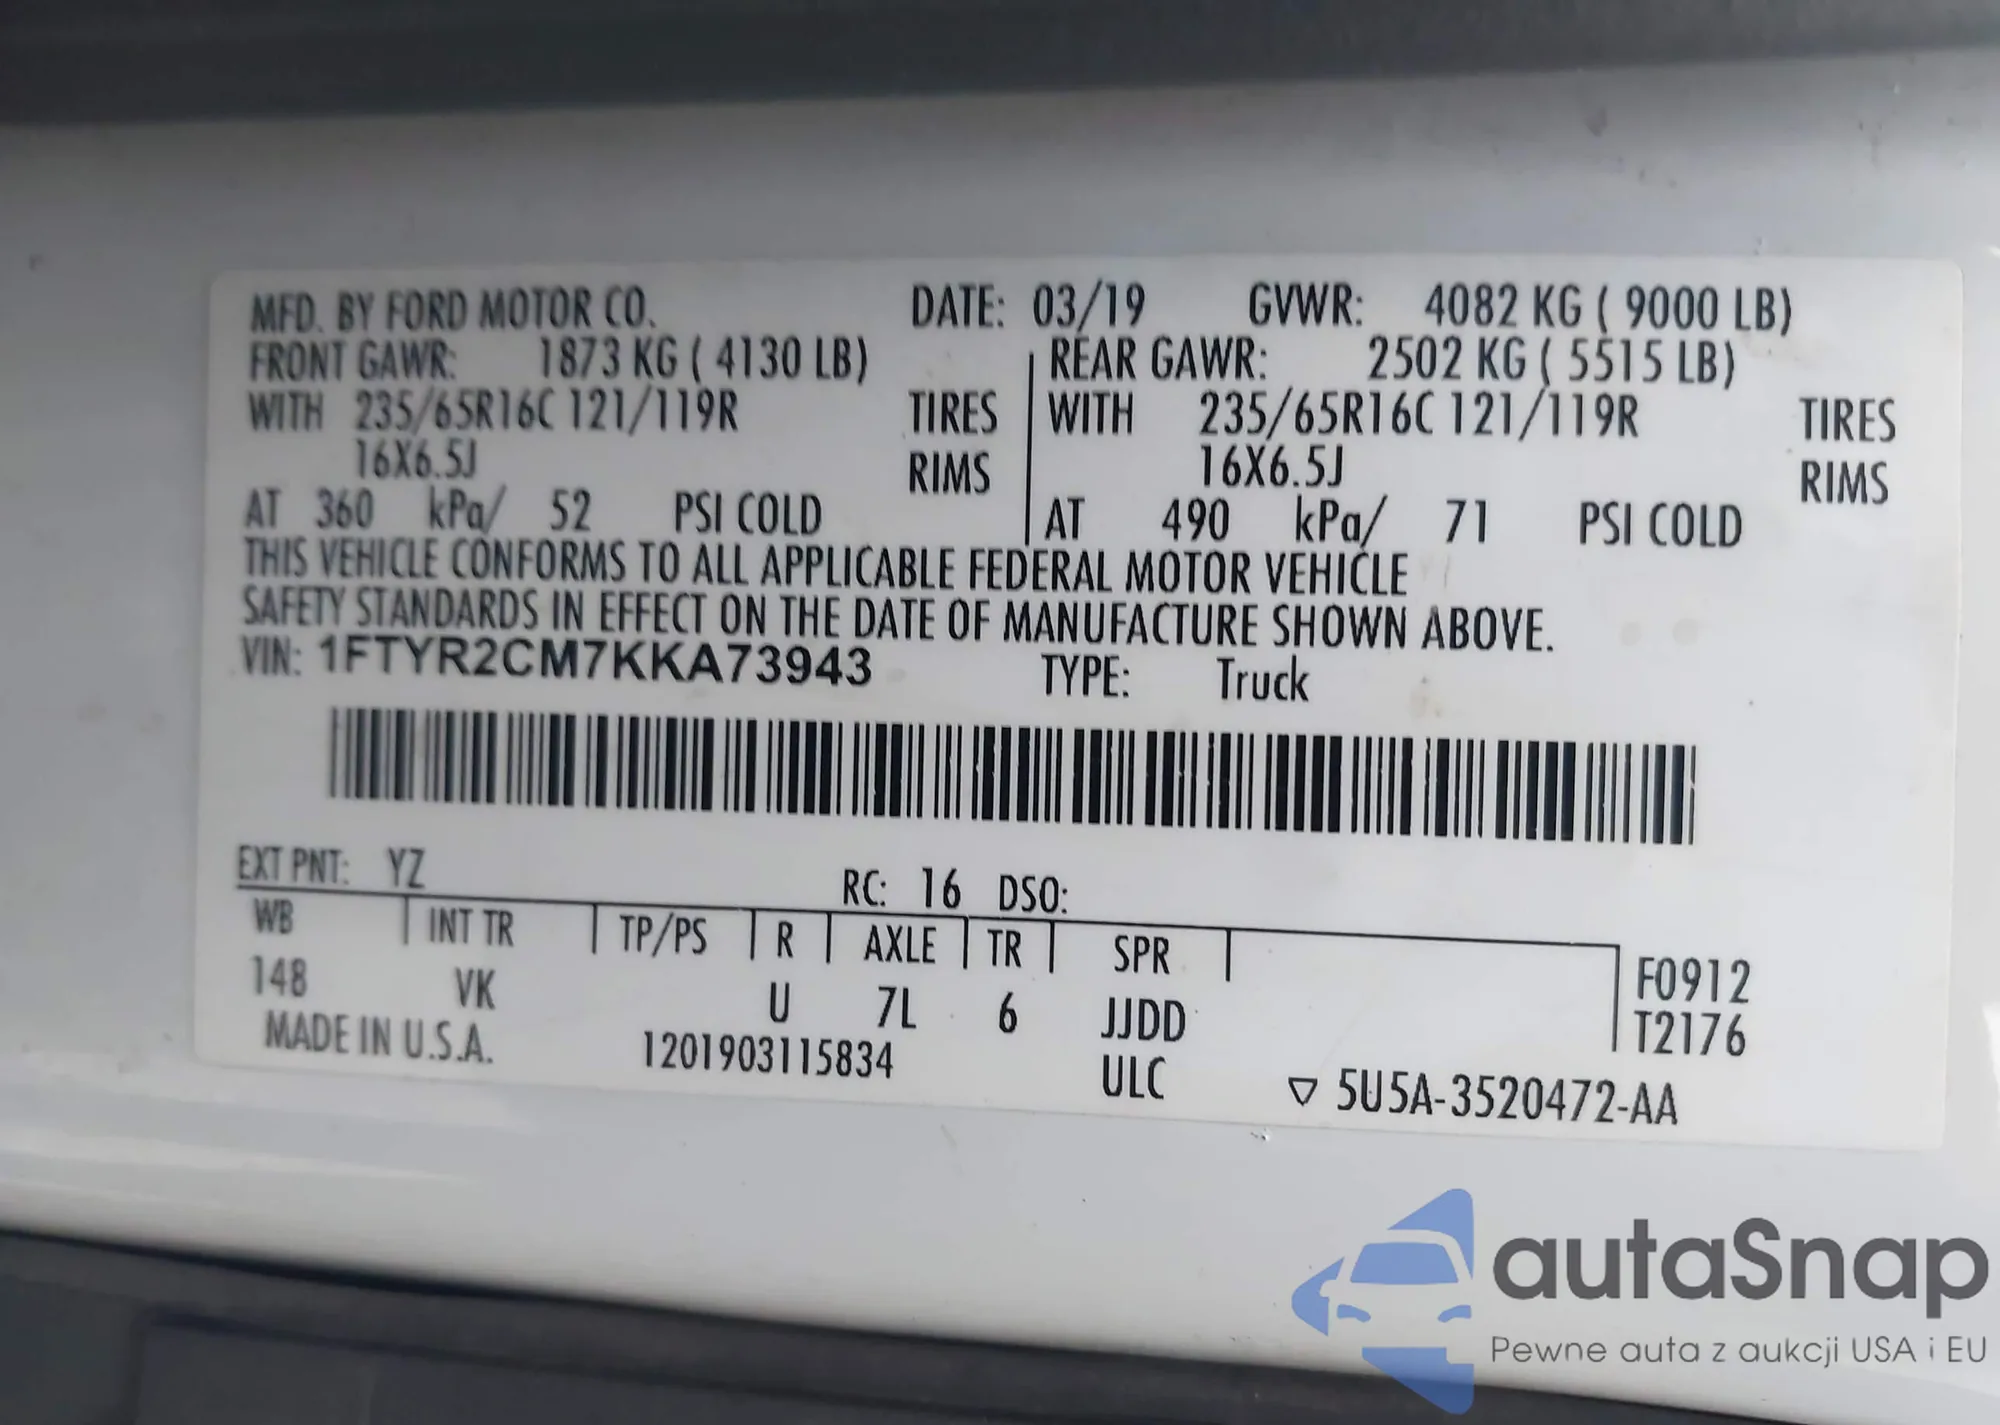 MFD. BY FORD MOTOR CO. DATE: 03/19 GVWR: 4082 KG ( 9000 LB)
FRONT GAWR: 1873 KG ( 4130 LB) REAR GAWR: 2502 KG ( 5515 LB)
WITH 235/65R16C 121/119R TIRES WITH 235/65R16C 121/119R TIRES
16X6.5J RIMS 16X6.5J RIMS
AT 360 kPa/ 52 PSI COLD AT 490 kPa/ 71 PSI COLD
THIS VEHICLE CONFORMS TO ALL APPLICABLE FEDERAL MOTOR VEHICLE
SAFETY STANDARDS IN EFFECT ON THE DATE OF MANUFACTURE SHOWN ABOVE.
VIN: 1FTYR2CM7KKA73943 TYPE: Truck
EXT PNT: YZ RC: 16 DSO:
WB INT TR TP/PS R AXLE TR SPR F0912
148 VK U 7L 6 JJDD T2176
MADE IN U.S.A. 1201903115834 ULC 5U5A-3520472-AA
autaSnap
Pewne auta z aukcji USA i EU